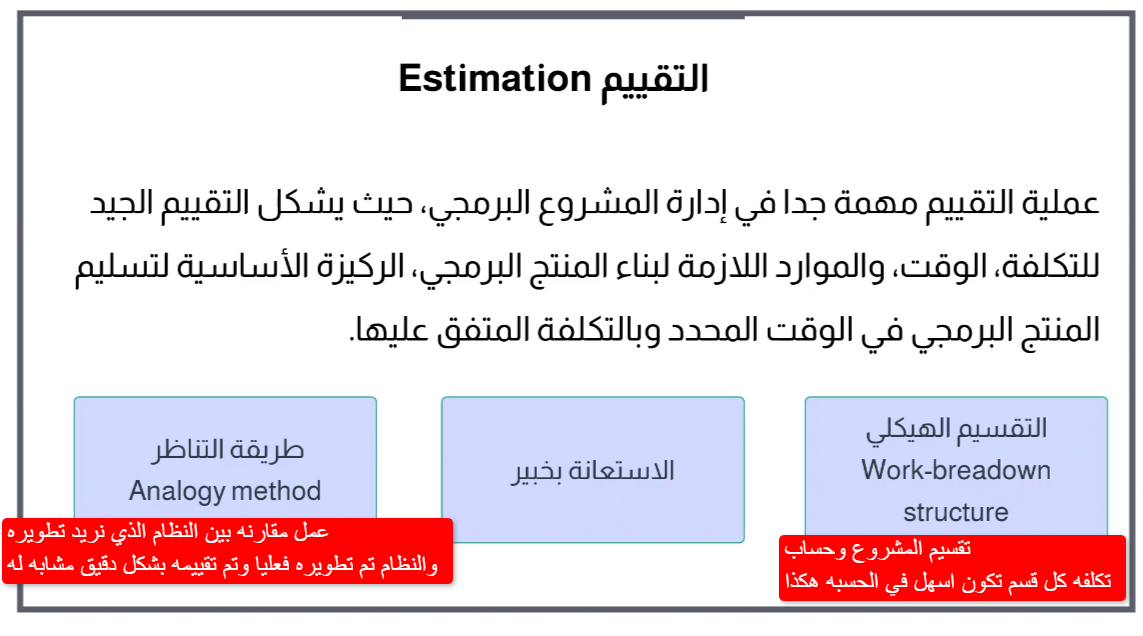 التقييم Estimation
عملية التقييم مهمة جدا في إدارة المشروع البرمجي، حيث يشكل التقييم الجيد
للتكلفة، الوقت، والموارد اللازمة لبناء المنتج البرمجي، الركيزة الأساسية لتسليم
المنتج البرمجي في الوقت المحدد وبالتكلفة المتفق عليها.
التقسيم الهيكلي
Work-breadown
structure
تقسيم المشروع وحساب
تكلفه كل قسم تكون اسهل في الحسبه هكذا
الاستعانة بخبير
طريقة التناظر
Analogy method
عمل مقارنه بين النظام الذي نريد تطويره
والنظام تم تطويره فعليا وتم تقييمه بشكل دقيق مشابه له